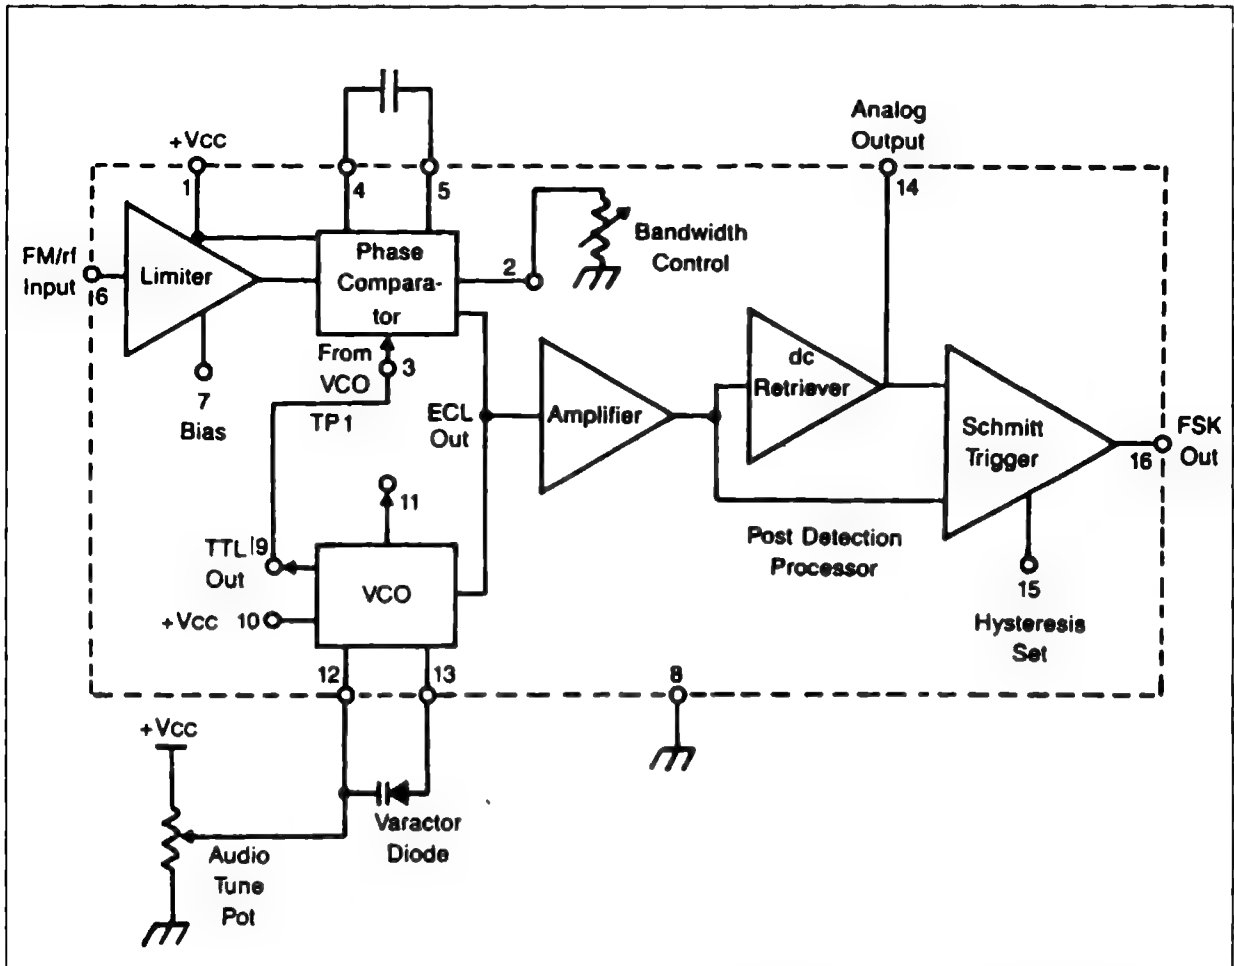 Analog
Output
+VCC
1
4
5
14
FM/rf
Input
6
Limiter
Phase
Compara-
tor
2
Bandwidth
Control
From
VCO
3
TP1
7
Bias
ECL
Out
Amplifier
dc
Retriever
Schmitt
Trigger
FSK
Out
16
11
TTL
Out
9
VCO
+VCC 10
Post Detection
Processor
15
Hysteresis
Set
12
13
8
+VCC
Varactor
Diode
Audio
Tune
Pot